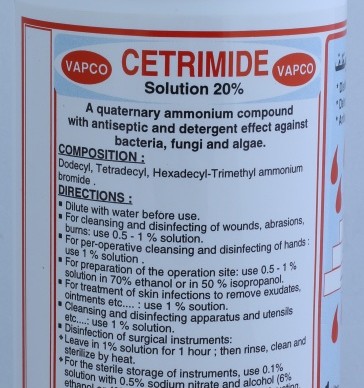 VAPCO CETRIMIDE VAPCO
Solution 20%
A quaternary ammonium compound
with antiseptic and detergent effect against
bacteria, fungi and algae.
COMPOSITION :
Dodecyl, Tetradecyl, Hexadecyl-Trimethyl ammonium
bromide .
DIRECTIONS :
▪ Dilute with water before use.
▪ For cleansing and disinfecting of wounds, abrasions,
burns: use 0.5 - 1 % solution.
▪ For per-operative cleansing and disinfecting of hands :
use 1 % solution .
▪ For preparation of the operation site: use 0.5 - 1 %
solution in 70% ethanol or in 50 % isopropanol.
▪ For treatment of skin infections to remove exudates,
ointments etc.... : use 1 % solution.
▪ Cleansing and disinfecting apparatus and utensils
etc....: use 1 % solution.
▪ Disinfection of surgical instruments:
◆ Leave in 1% solution for 1 hour ; then rinse, clean and
sterilize by heat.
◆ For the sterile storage of instruments, use 0.1%
solution with 0.5% sodium nitrate and alcohol (6%
ethanol or